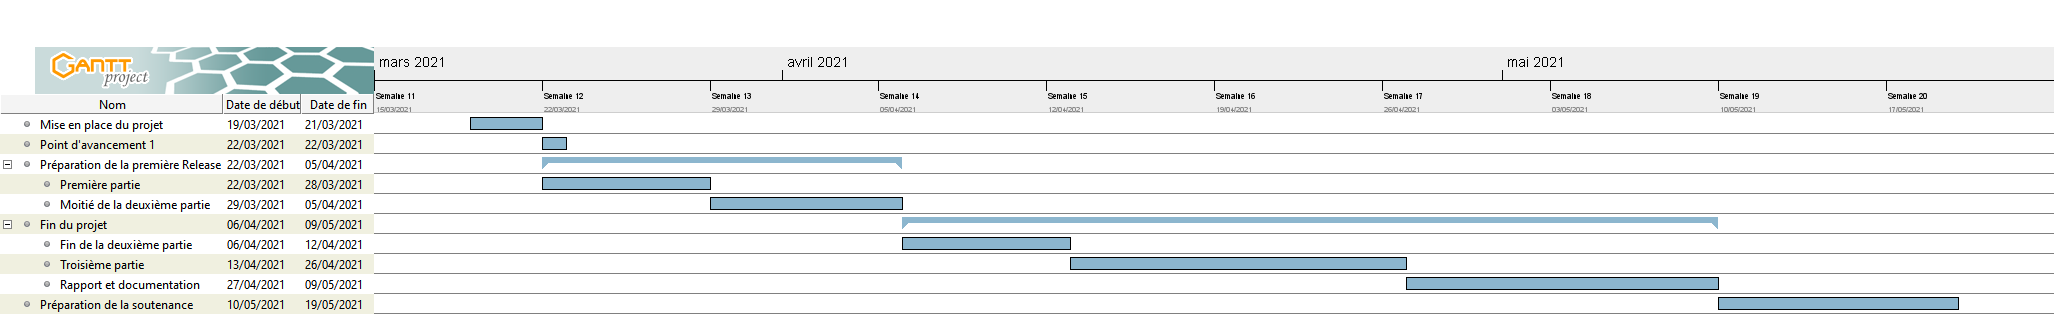 GANTT
project
mars 2021 avril 2021 mai 2021
Semaine 11 Semaine 12 Semaine 13 Semaine 14 Semaine 15 Semaine 16 Semaine 17 Semaine 18 Semaine 19 Semaine 20
15/03/2021 22/03/2021 29/03/2021 05/04/2021 12/04/2021 19/04/2021 26/04/2021 03/05/2021 10/05/2021 17/05/2021
Nom Date de début Date de fin
Mise en place du projet 19/03/2021 21/03/2021
Point d'avancement 1 22/03/2021 22/03/2021
Préparation de la première Release 22/03/2021 05/04/2021
Première partie 22/03/2021 28/03/2021
Moitié de la deuxième partie 29/03/2021 05/04/2021
Fin du projet 06/04/2021 09/05/2021
Fin de la deuxième partie 06/04/2021 12/04/2021
Troisième partie 13/04/2021 26/04/2021
Rapport et documentation 27/04/2021 09/05/2021
Préparation de la soutenance 10/05/2021 19/05/2021